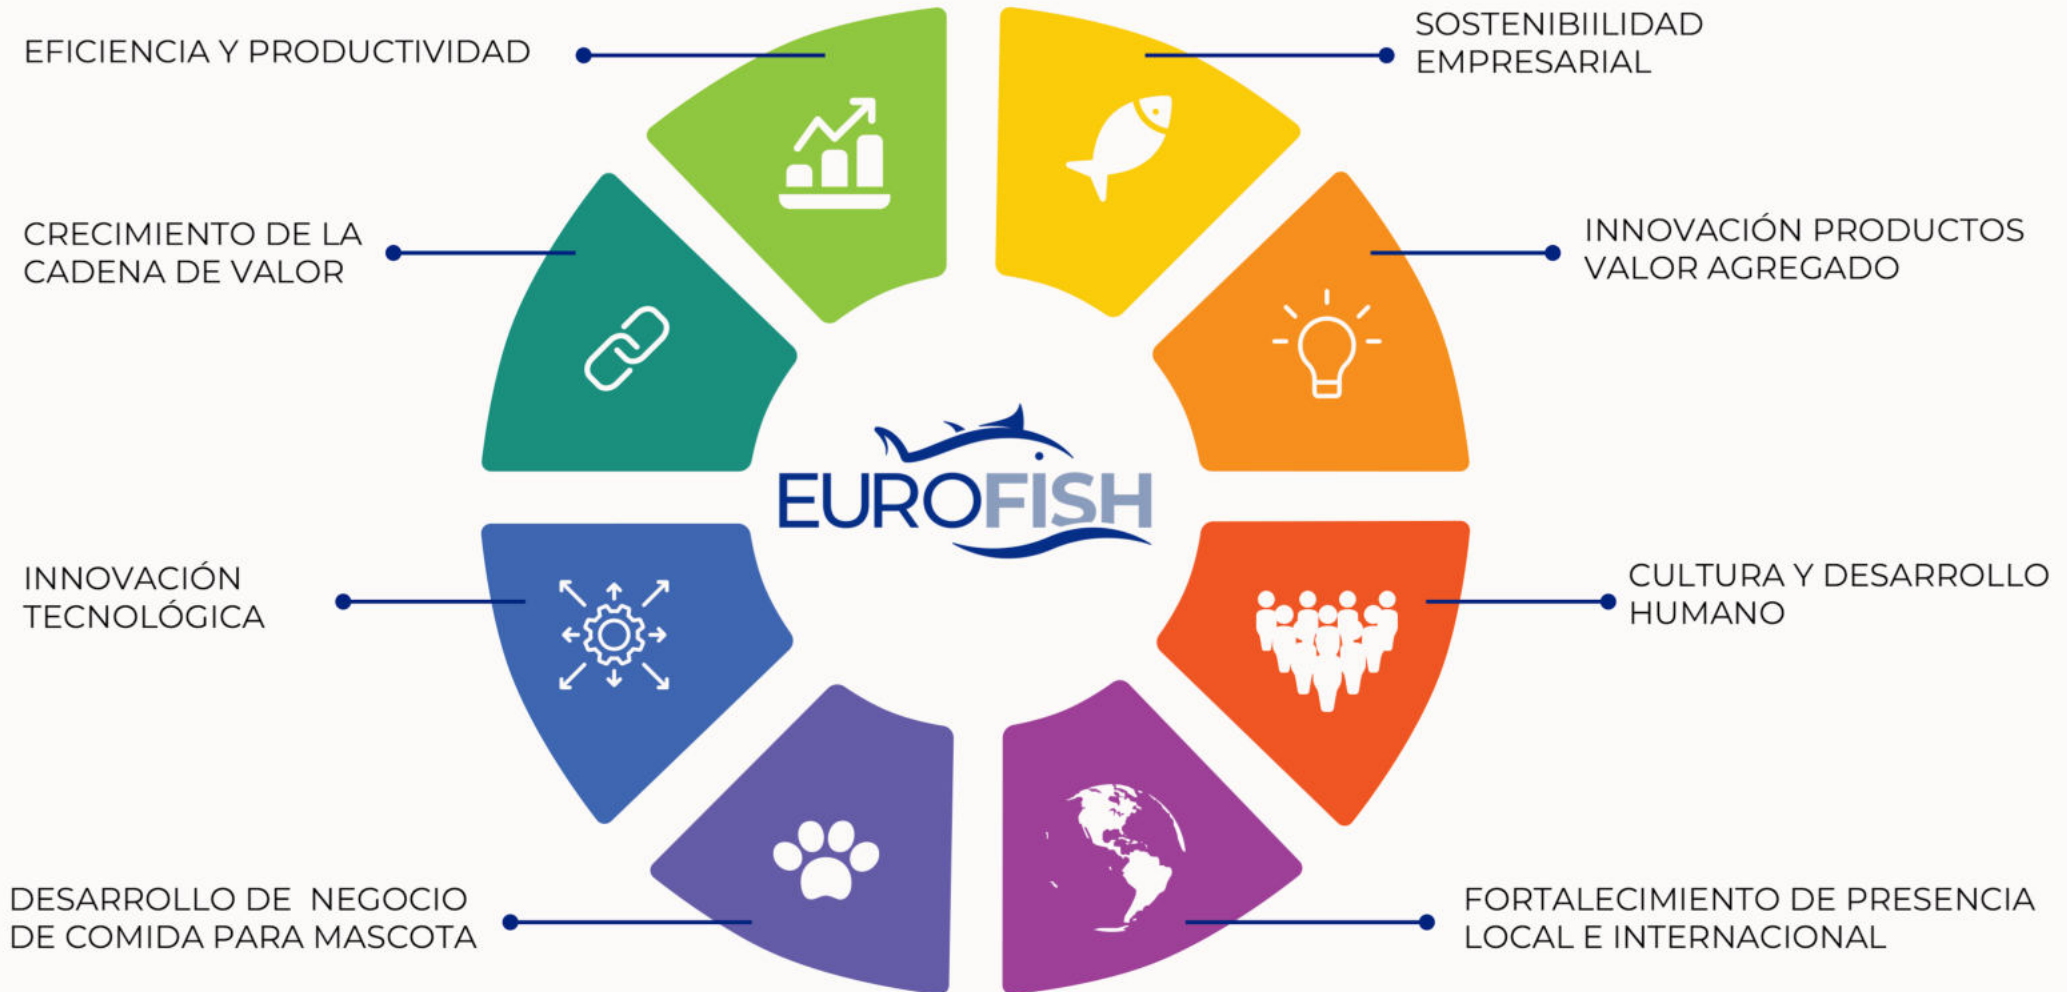 EFICIENCIA Y PRODUCTIVIDAD
SOSTENIBIILIDAD
EMPRESARIAL
CRECIMIENTO DE LA
CADENA DE VALOR
INNOVACIÓN PRODUCTOS
VALOR AGREGADO
EUROFISH
INNOVACIÓN
TECNOLÓGICA
CULTURA Y DESARROLLO
HUMANO
DESARROLLO DE NEGOCIO
DE COMIDA PARA MASCOTA
FORTALECIMIENTO DE PRESENCIA
LOCAL E INTERNACIONAL